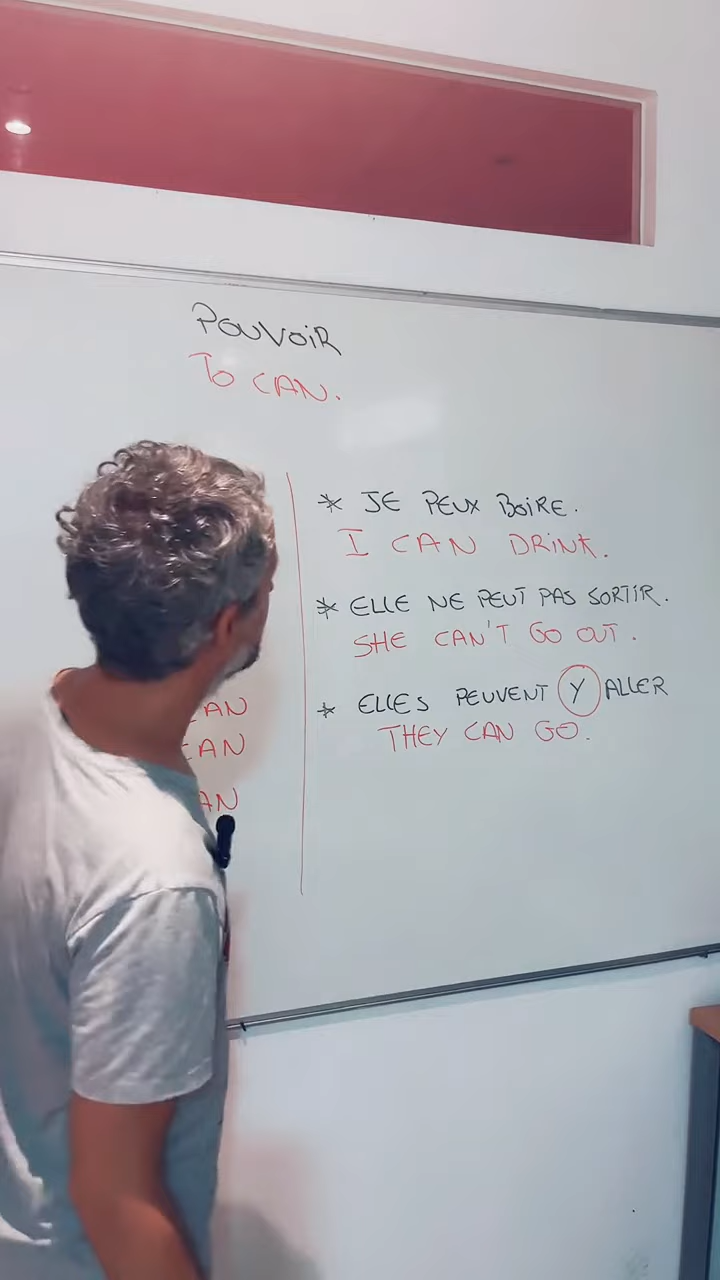 POUVOIR
TO CAN.
* JE PEUX BOIRE.
I CAN DRINK.
* ELLE NE PEUT PAS SORTIR.
SHE CAN'T GO OUT.
* ELLES PEUVENT Y ALLER
THEY CAN GO.
AN
AN
AN